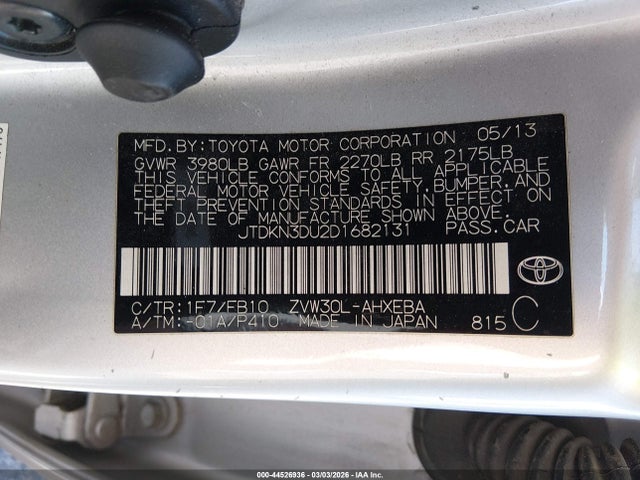 MFD.BY:TOYOTA MOTOR CORPORATION 05/13
GVWR 3980LB GAWR FR 2270LB RR 2175LB
THIS VEHICLE CONFORMS TO ALL APPLICABLE
FEDERAL MOTOR VEHICLE SAFETY,BUMPER,AND
THEFT PREVENTION STANDARDS IN EFFECT ON
THE DATE OF MANUFACTURE SHOWN ABOVE.
JTDKN3DU2D1682131 PASS.CAR
C/TR:1F7/FB10 ZVW30L-AHXEBA
A/TM:-01A/P410 MADE IN JAPAN 815 C
000-44526936 - 03/03/2026 - IAA Inc.